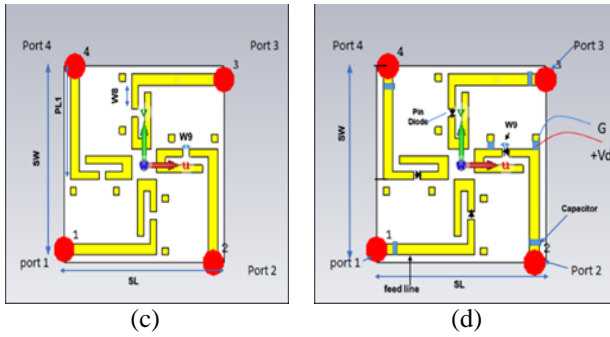 Port 4
4
Port 3
3
PL1
W8
SW
v
W9
w
u
1
2
port 1
Port 2
SL
(c)
Port 4
4
Port 3
3
Pin
Diode
v
W9
G
+Vd
SW
w
u
Capacitor
1
2
port 1
Port 2
feed line
SL
(d)